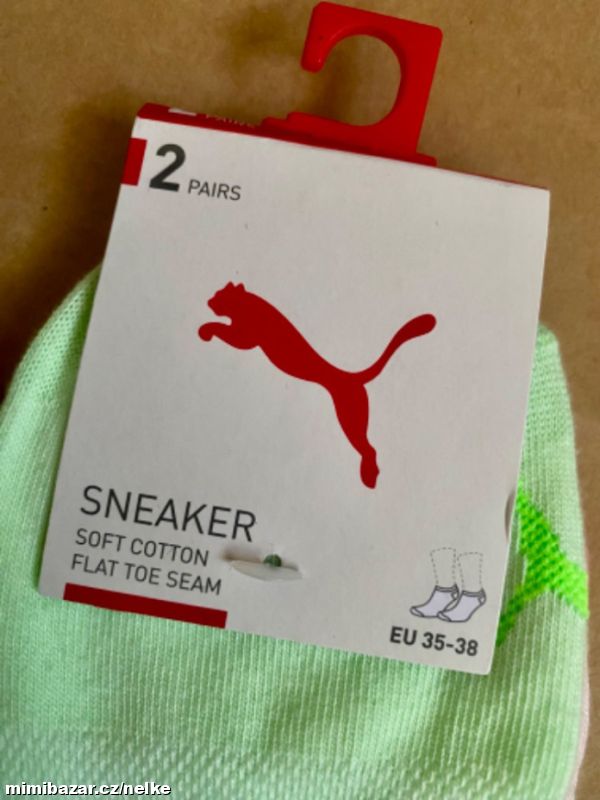 2 PAIRS
SNEAKER
SOFT COTTON
FLAT TOE SEAM
EU 35-38
mimibazar.cz/nelke